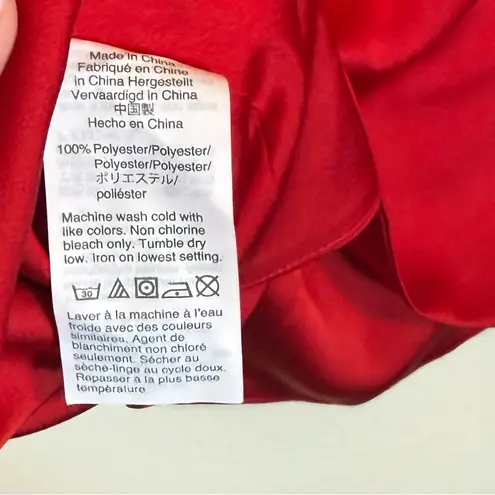 Made in China
Fabriqué en Chine
in China Hergestellt
Vervaardigd in China
中国製
Hecho en China
100% Polyester/Polyester/
Polyester/Polyester/
ポリエステル/
poliéster
Machine wash cold with
like colors. Non chlorine
bleach only. Tumble dry
low. Iron on lowest setting.
30
Laver à la machine à l'eau
froide avec des couleurs
similaires. Agent de
blanchiment non chloré
seulement. Sécher au
sèche-linge au cycle doux.
Repasser à la plus basse
température